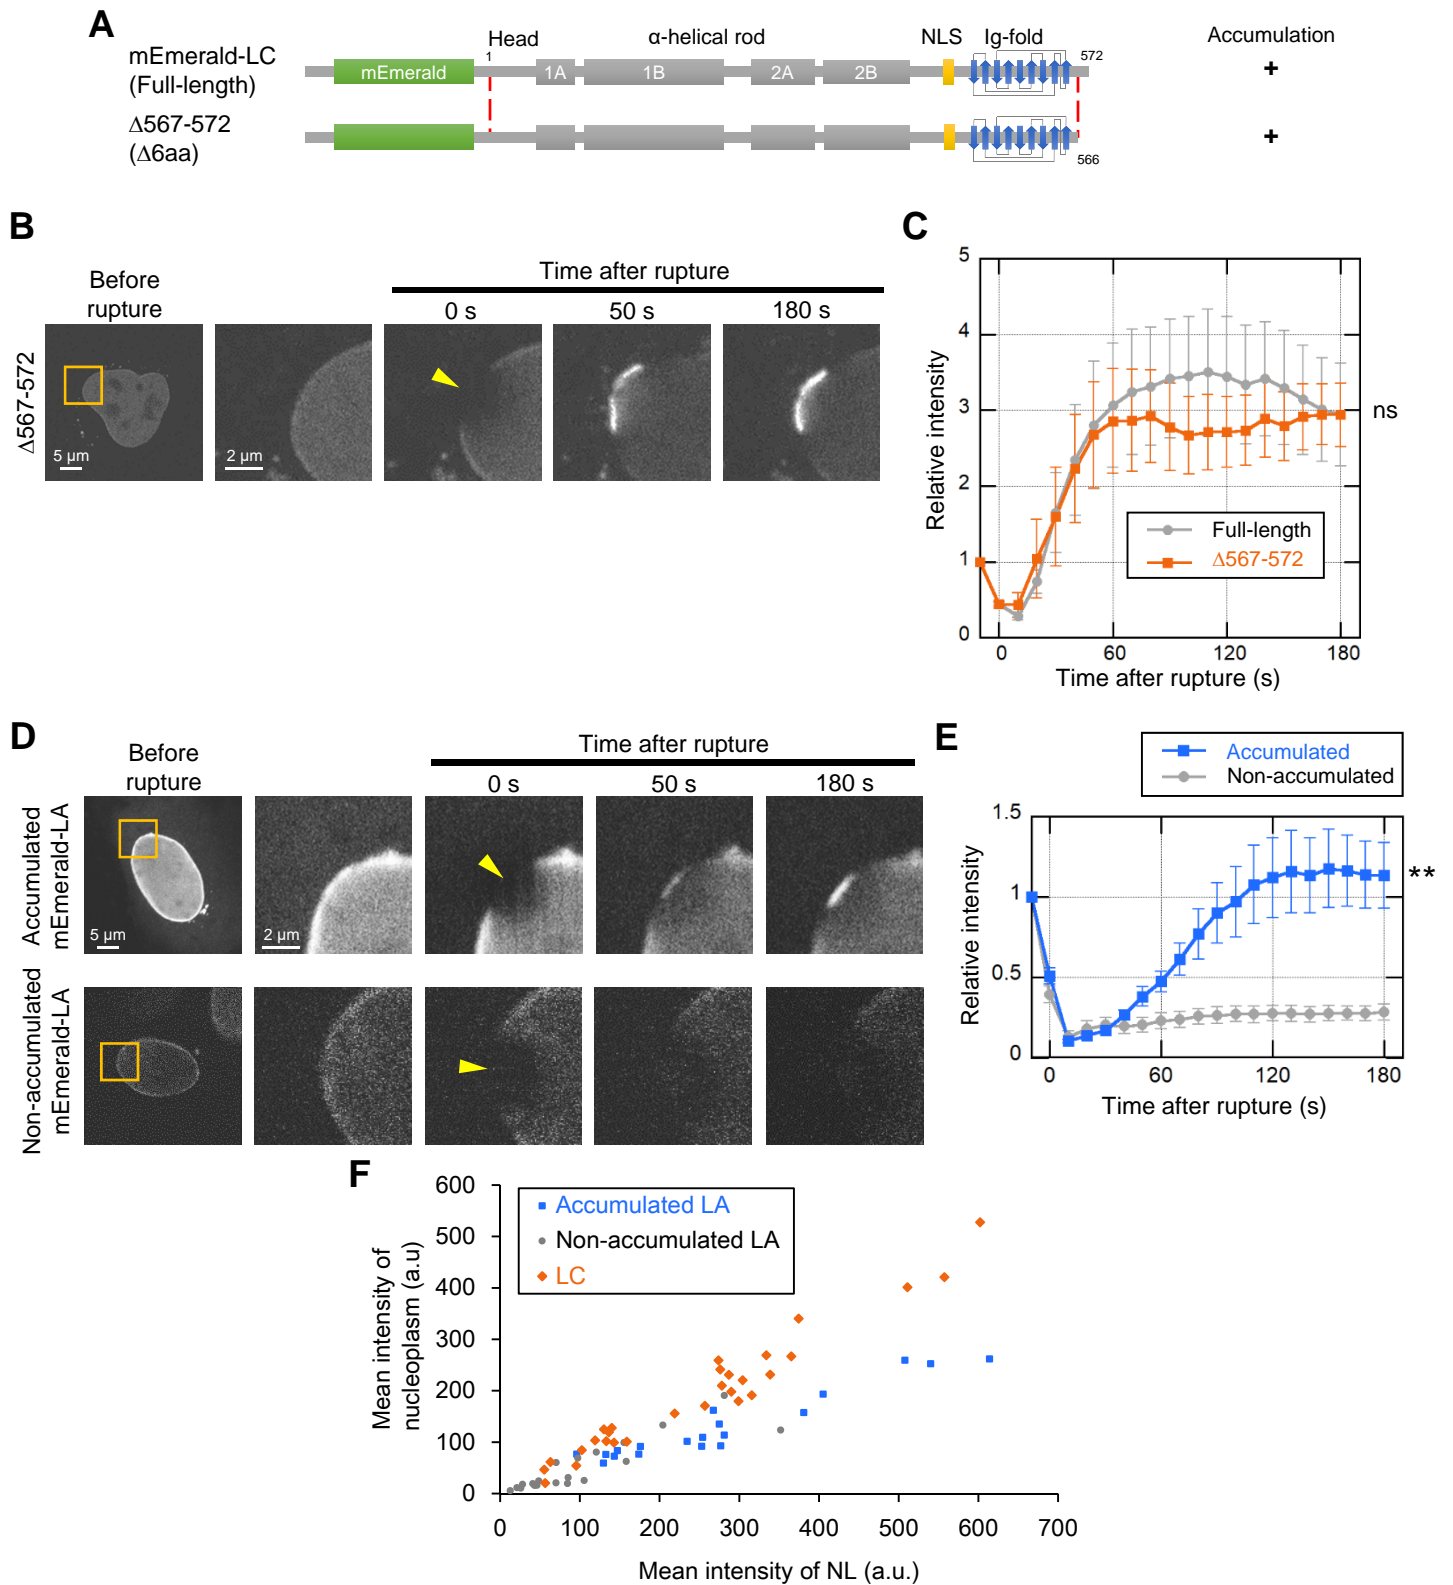 A
Head
α-helical rod
NLS
Ig-fold
Accumulation
mEmerald-LC
(Full-length)
mEmerald
1
1A
1B
2A
2B
572
+
Δ567-572
(Δ6aa)
566
+
B
Before
rupture
Time after rupture
0 s
50 s
180 s
Δ567-572
5 µm
2 µm
C
5
4
3
2
1
0
Relative intensity
ns
Full-length
Δ567-572
0
60
120
180
Time after rupture (s)
D
Before
rupture
Time after rupture
0 s
50 s
180 s
Accumulated
mEmerald-LA
5 µm
2 µm
Non-accumulated
mEmerald-LA
E
Accumulated
Non-accumulated
1.5
1
0.5
0
Relative intensity
**
0
60
120
180
Time after rupture (s)
F
600
500
400
300
200
100
0
Mean intensity of
nucleoplasm (a.u)
Accumulated LA
Non-accumulated LA
LC
0
100
200
300
400
500
600
700
Mean intensity of NL (a.u.)